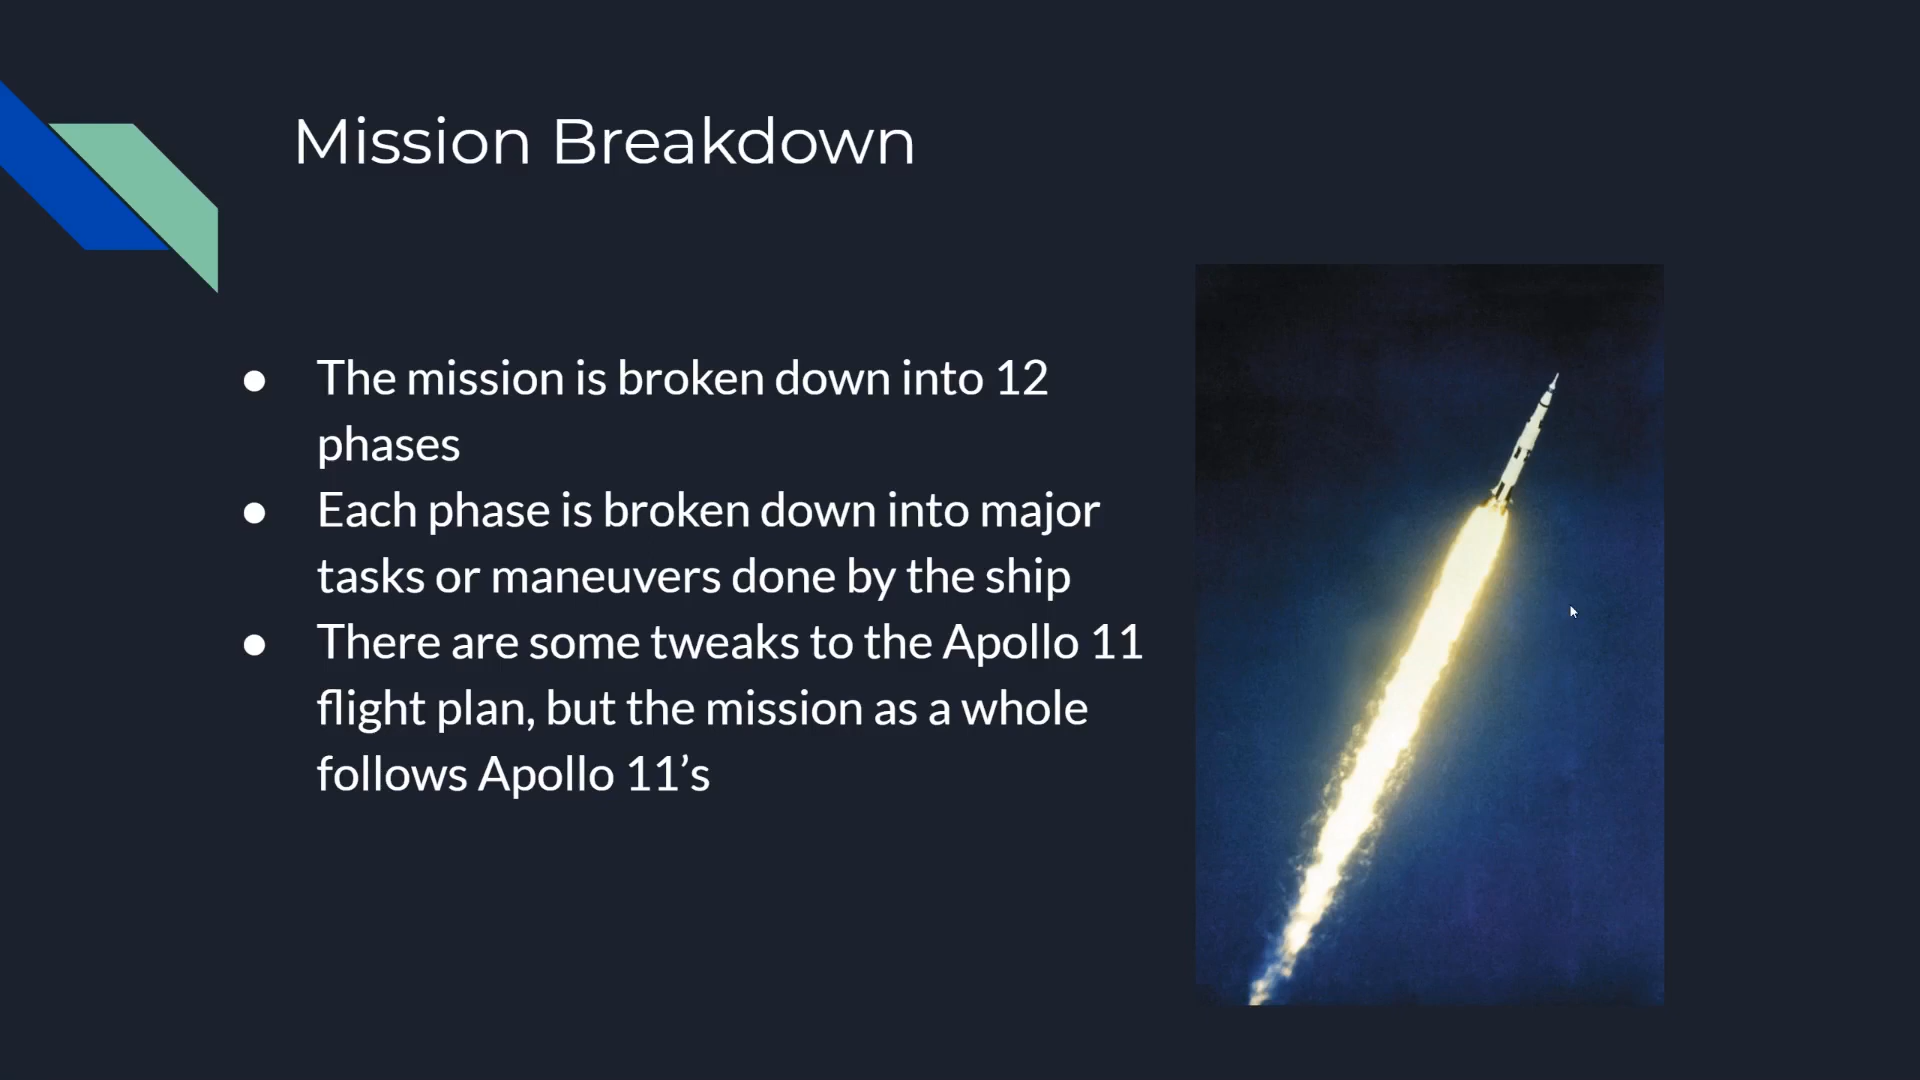 Mission Breakdown
● The mission is broken down into 12
phases
● Each phase is broken down into major
tasks or maneuvers done by the ship
● There are some tweaks to the Apollo 11
flight plan, but the mission as a whole
follows Apollo 11’s